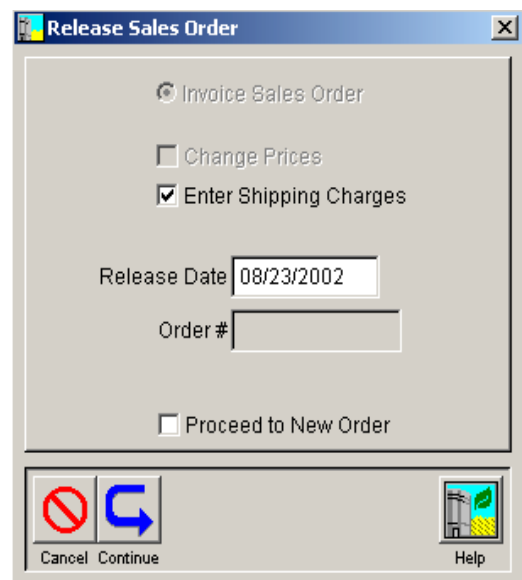 Release Sales Order
Invoice Sales Order
Change Prices
Enter Shipping Charges
Release Date 08/23/2002
Order #
Proceed to New Order
Cancel Continue Help